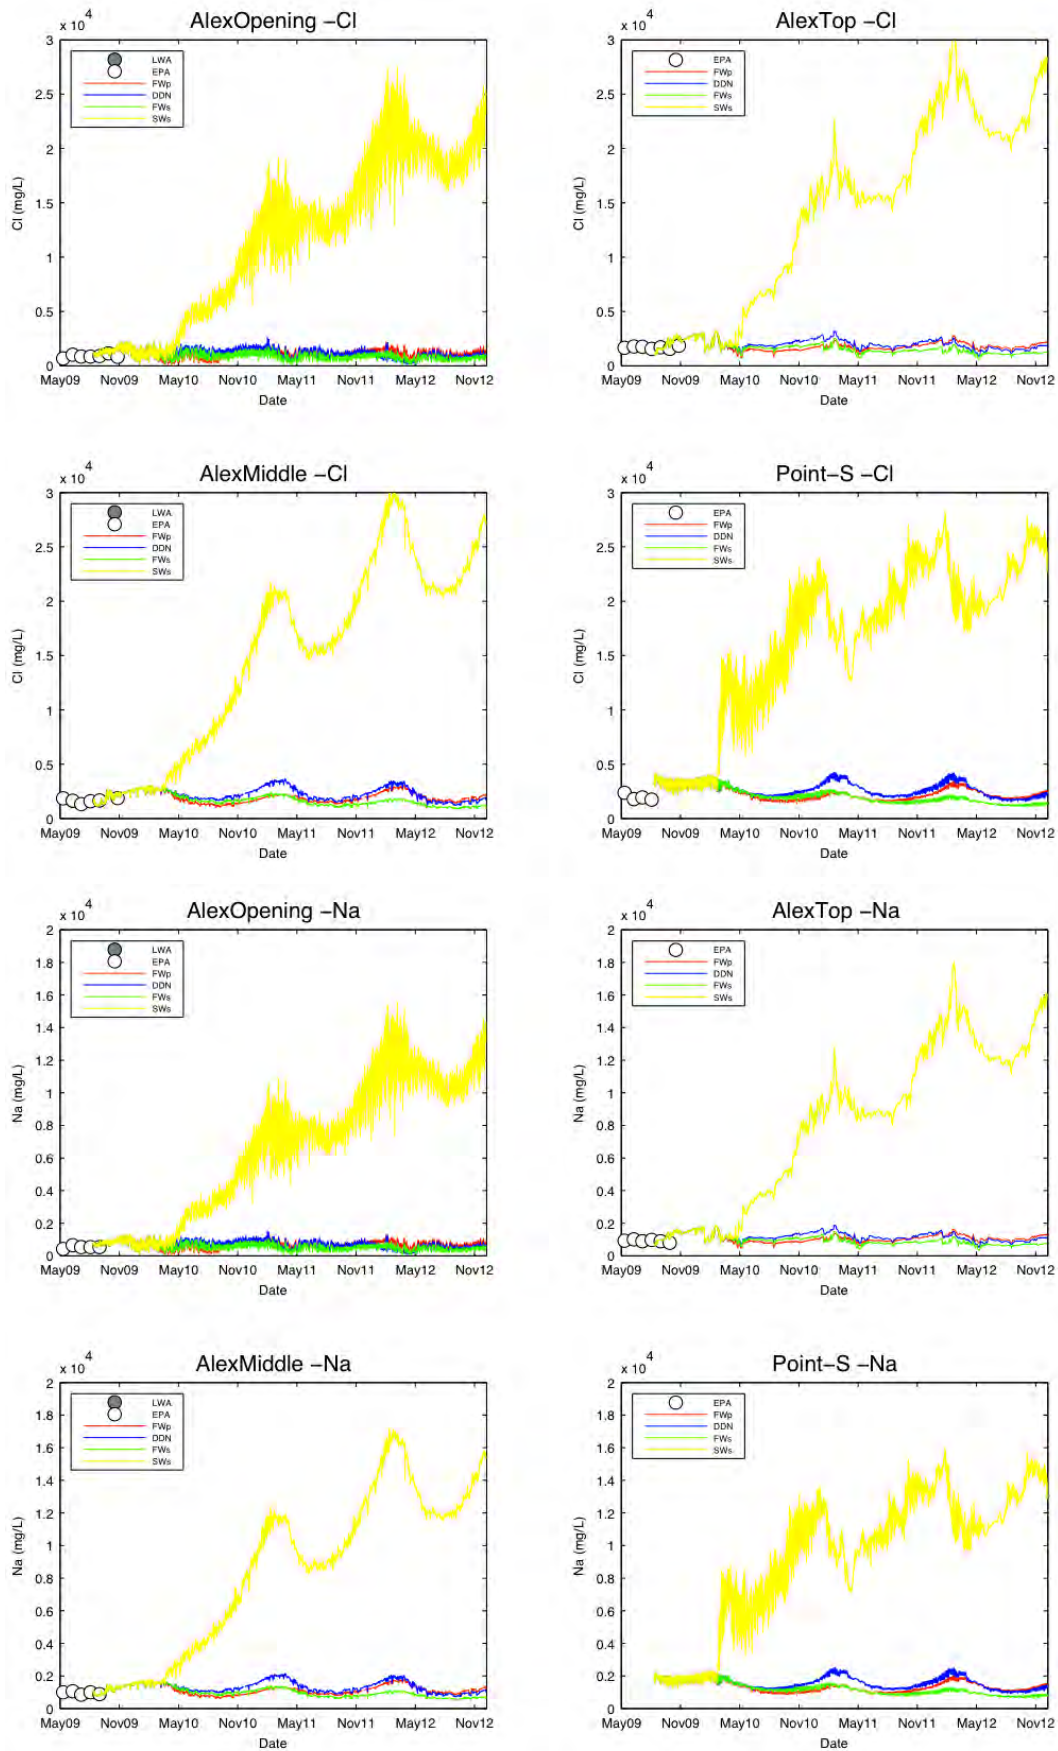 AlexOpening –Cl
x 10 4
3
2.5
2
1.5
1
0.5
0
Cl (mg/L)
LWA
EPA
FWp
DDN
FWs
SWs
May09 Nov09 May10 Nov10 May11 Nov11 May12 Nov12
Date
AlexTop –Cl
x 10 4
3
2.5
2
1.5
1
0.5
0
Cl (mg/L)
EPA
FWp
DDN
FWs
SWs
May09 Nov09 May10 Nov10 May11 Nov11 May12 Nov12
Date
AlexMiddle –Cl
x 10 4
3
2.5
2
1.5
1
0.5
0
Cl (mg/L)
LWA
EPA
FWp
DDN
FWs
SWs
May09 Nov09 May10 Nov10 May11 Nov11 May12 Nov12
Date
Point–S –Cl
x 10 4
3
2.5
2
1.5
1
0.5
0
Cl (mg/L)
EPA
FWp
DDN
FWs
SWs
May09 Nov09 May10 Nov10 May11 Nov11 May12 Nov12
Date
AlexOpening –Na
x 10 4
2
1.8
1.6
1.4
1.2
1
0.8
0.6
0.4
0.2
0
Na (mg/L)
LWA
EPA
FWp
DDN
FWs
SWs
May09 Nov09 May10 Nov10 May11 Nov11 May12 Nov12
Date
AlexTop –Na
x 10 4
2
1.8
1.6
1.4
1.2
1
0.8
0.6
0.4
0.2
0
Na (mg/L)
EPA
FWp
DDN
FWs
SWs
May09 Nov09 May10 Nov10 May11 Nov11 May12 Nov12
Date
AlexMiddle –Na
x 10 4
2
1.8
1.6
1.4
1.2
1
0.8
0.6
0.4
0.2
0
Na (mg/L)
LWA
EPA
FWp
DDN
FWs
SWs
May09 Nov09 May10 Nov10 May11 Nov11 May12 Nov12
Date
Point–S –Na
x 10 4
2
1.8
1.6
1.4
1.2
1
0.8
0.6
0.4
0.2
0
Na (mg/L)
EPA
FWp
DDN
FWs
SWs
May09 Nov09 May10 Nov10 May11 Nov11 May12 Nov12
Date